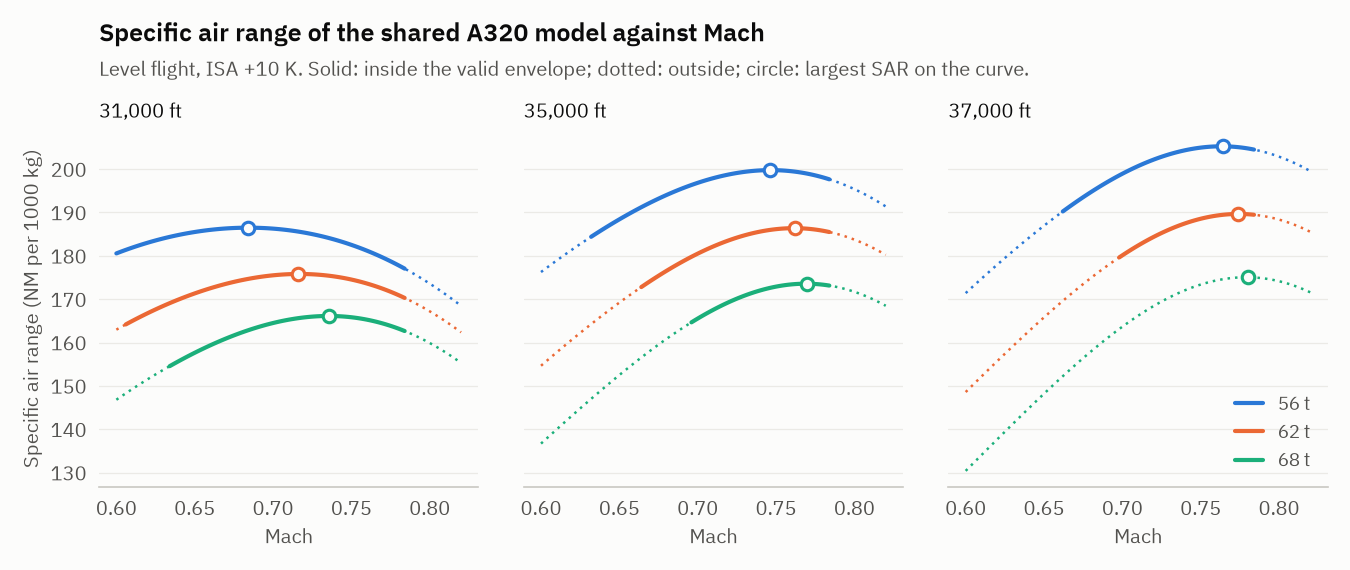 Specific air range of the shared A320 model against Mach
Level flight, ISA +10 K. Solid: inside the valid envelope; dotted: outside; circle: largest SAR on the curve.
31,000 ft
35,000 ft
37,000 ft
Specific air range (NM per 1000 kg)
200
190
180
170
160
150
140
130
56 t
62 t
68 t
0.60 0.65 0.70 0.75 0.80
0.60 0.65 0.70 0.75 0.80
0.60 0.65 0.70 0.75 0.80
Mach
Mach
Mach